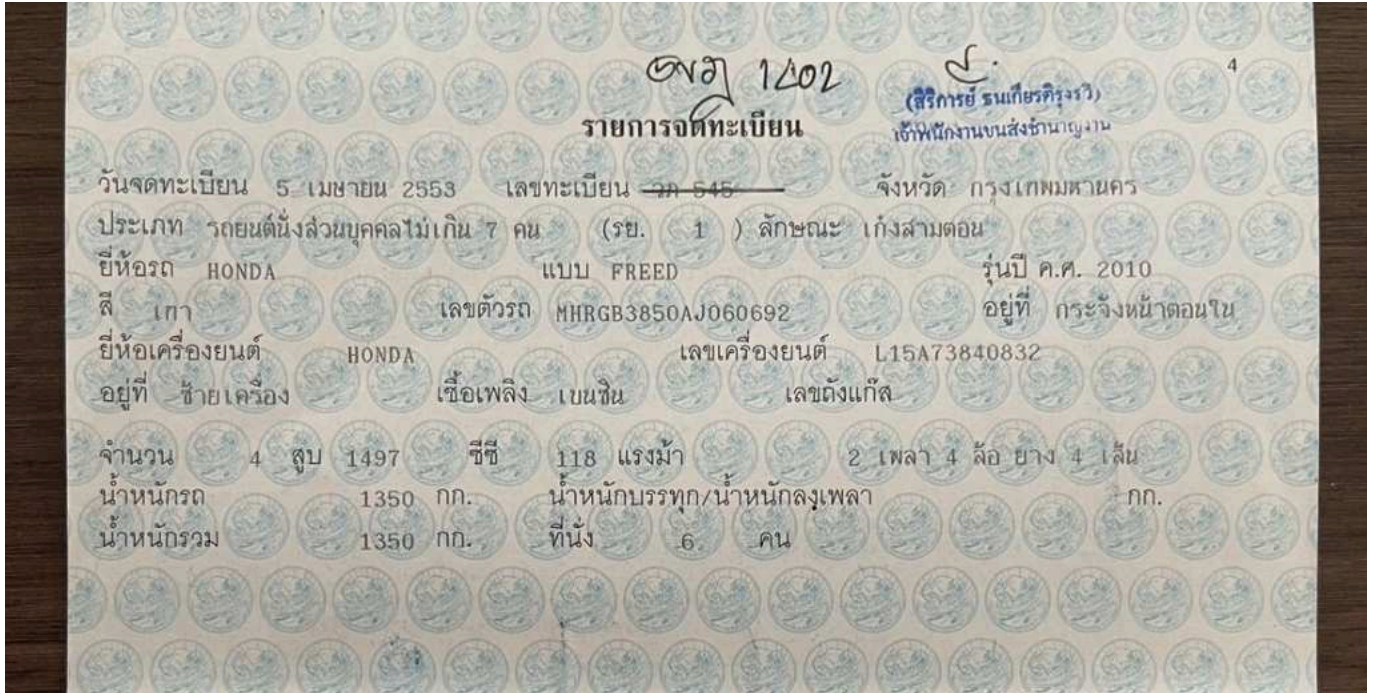 1402
4
(สิริการย์ ธนเกียรติรุจรวี)
รายการจดทะเบียน
เจ้าพนักงานขนส่งชำนาญงาน
วันจดทะเบียน 5 เมษายน 2553 เลขทะเบียน 545 จังหวัด กรุงเทพมหานคร
ประเภท รถยนต์นั่งส่วนบุคคลไม่เกิน 7 คน (รย. 1 ) ลักษณะ เก๋งสามตอน
ยี่ห้อรถ HONDA แบบ FREED รุ่นปี ค.ศ. 2010
สี เทา เลขตัวรถ MHRGB3850AJ060692 อยู่ที่ กระจังหน้าตอนใน
ยี่ห้อเครื่องยนต์ HONDA เลขเครื่องยนต์ L15A73840832
อยู่ที่ ซ้ายเครื่อง เชื้อเพลิง เบนซิน เลขถังแก๊ส
จำนวน 4 สูบ 1497 ซีซี 118 แรงม้า 2 เพลา 4 ล้อ ยาง 4 เส้น
น้ำหนักรถ 1350 กก. น้ำหนักบรรทุก/น้ำหนักลงเพลา กก.
น้ำหนักรวม 1350 กก. ที่นั่ง 6 คน